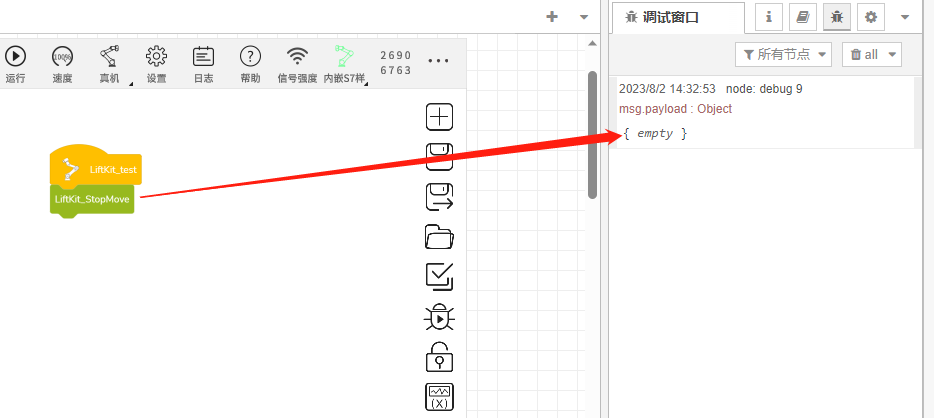 调试窗口
i
所有节点
all
100%
2690
6763
运行
速度
真机
设置
日志
帮助
信号强度
内嵌S7样
2023/8/2 14:32:53 node: debug 9
msg.payload : Object
{ empty }
LiftKit_test
LiftKit_StopMove
(X)